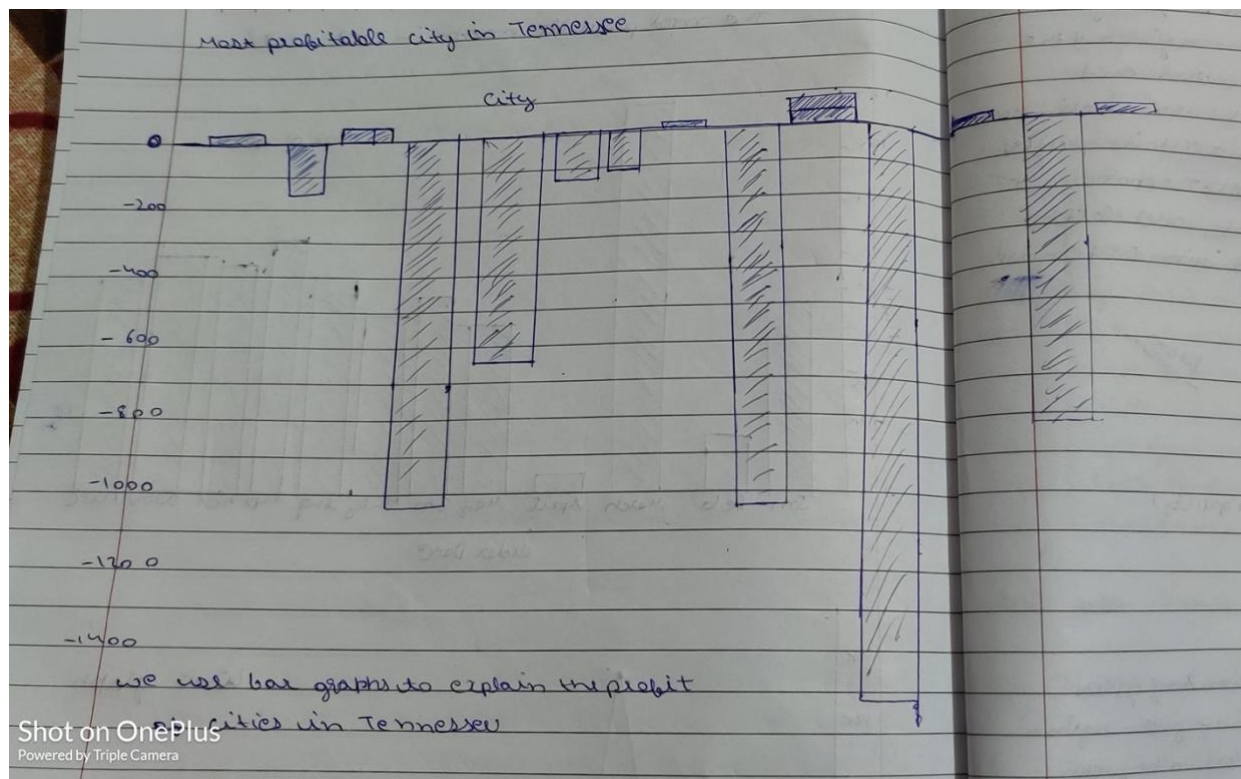 Most profitable city in Tennessee
City
0
-200
-400
-600
-800
-1000
-1200
-1400
we use bar graphs to explain the profit
cities in Tennessee
Shot on OnePlus
Powered by Triple Camera